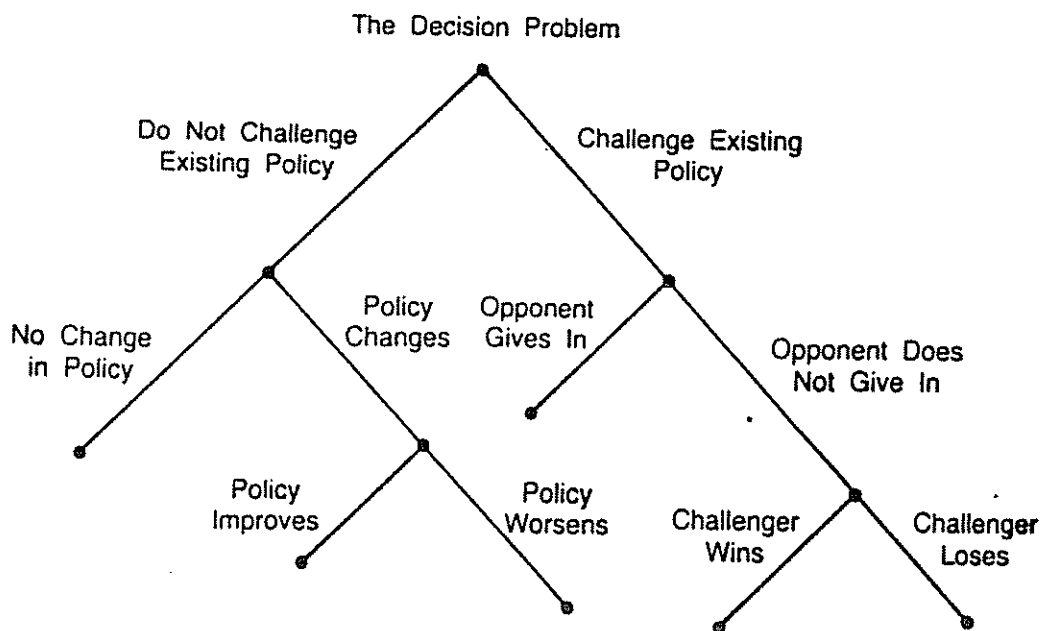 The Decision Problem
Do Not Challenge
Existing Policy
Challenge Existing
Policy
No Change
in Policy
Policy
Changes
Opponent
Gives In
Opponent Does
Not Give In
Policy
Improves
Policy
Worsens
Challenger
Wins
Challenger
Loses